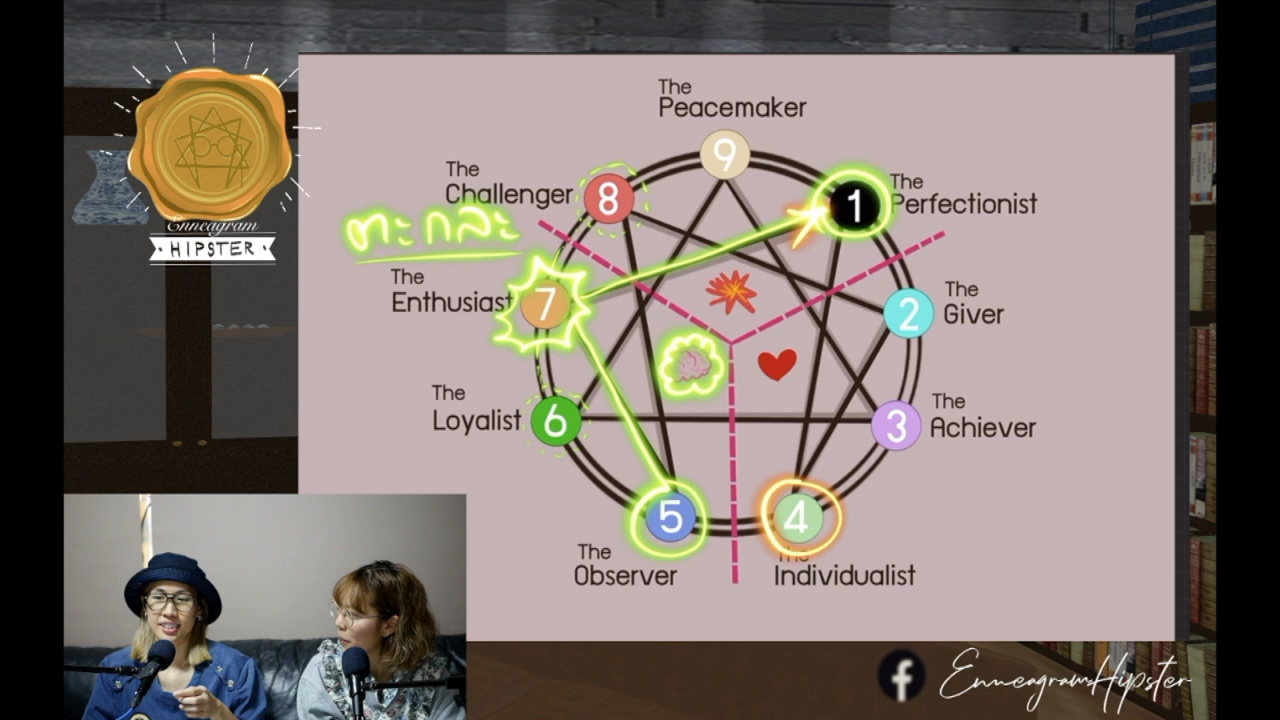 The
Peacemaker
9
The
Challenger
8
1
The
Perfectionist
ตะกละ
Enneagram
HIPSTER
The
Enthusiast
7
2
The
Giver
The
Loyalist
6
3
The
Achiever
5
4
The
Observer
The
Individualist
f
EnneagramHipster